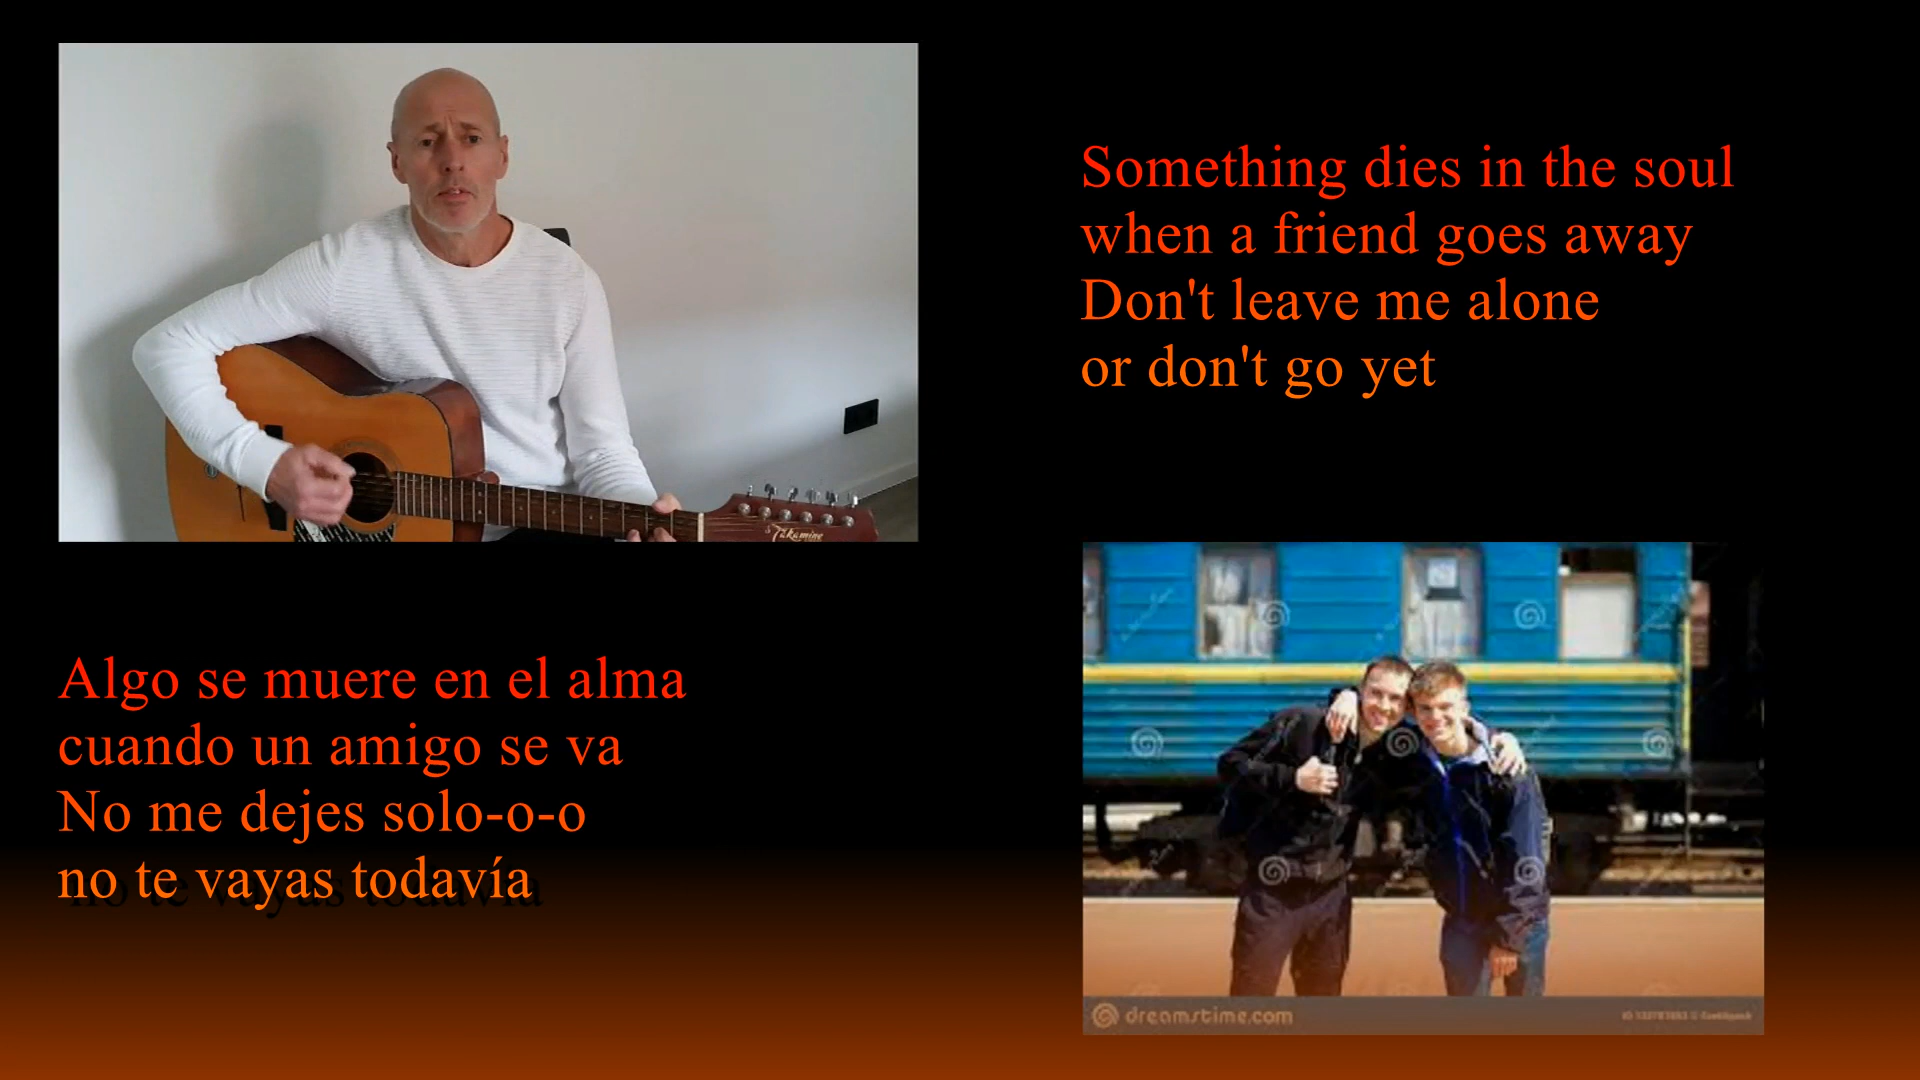 Something dies in the soul
when a friend goes away
Don't leave me alone
or don't go yet
Takamine
Algo se muere en el alma
cuando un amigo se va
No me dejes solo-o-o
no te vayas todavía
dreamstime.com